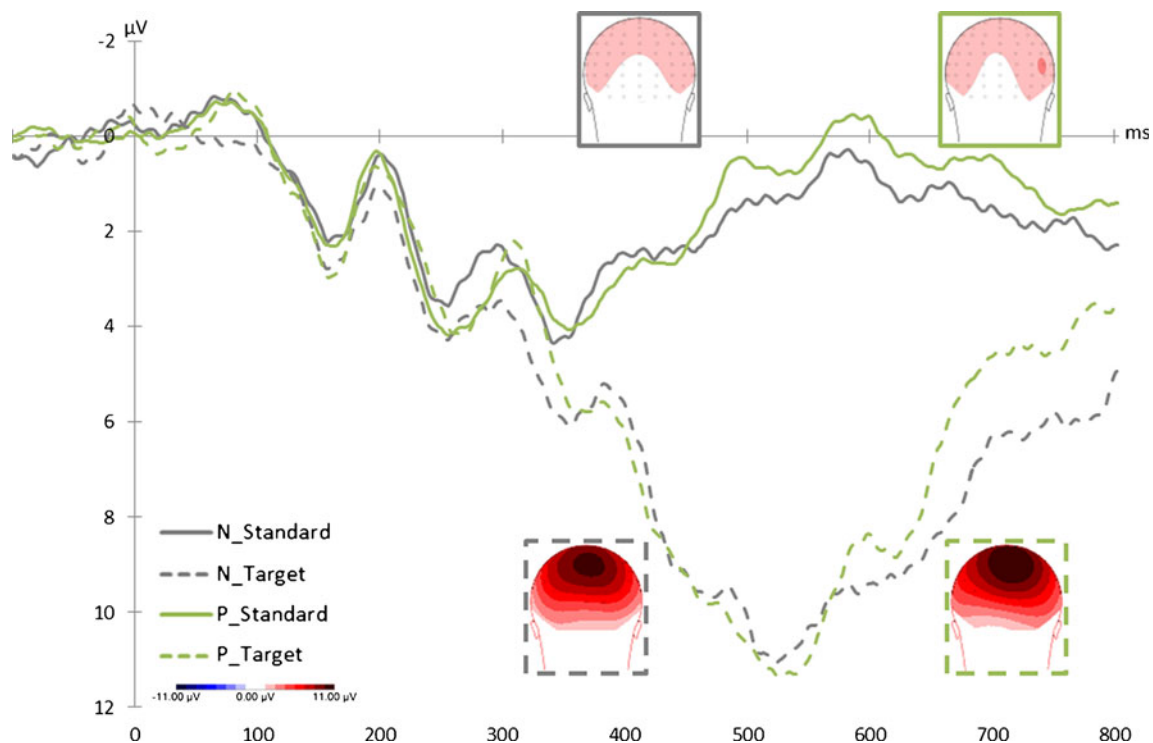 µV
-2
0
ms
2
4
6
8
10
12
N_Standard
N_Target
P_Standard
P_Target
-11.00 µV 0.00 µV 11.00 µV
0 100 200 300 400 500 600 700 800